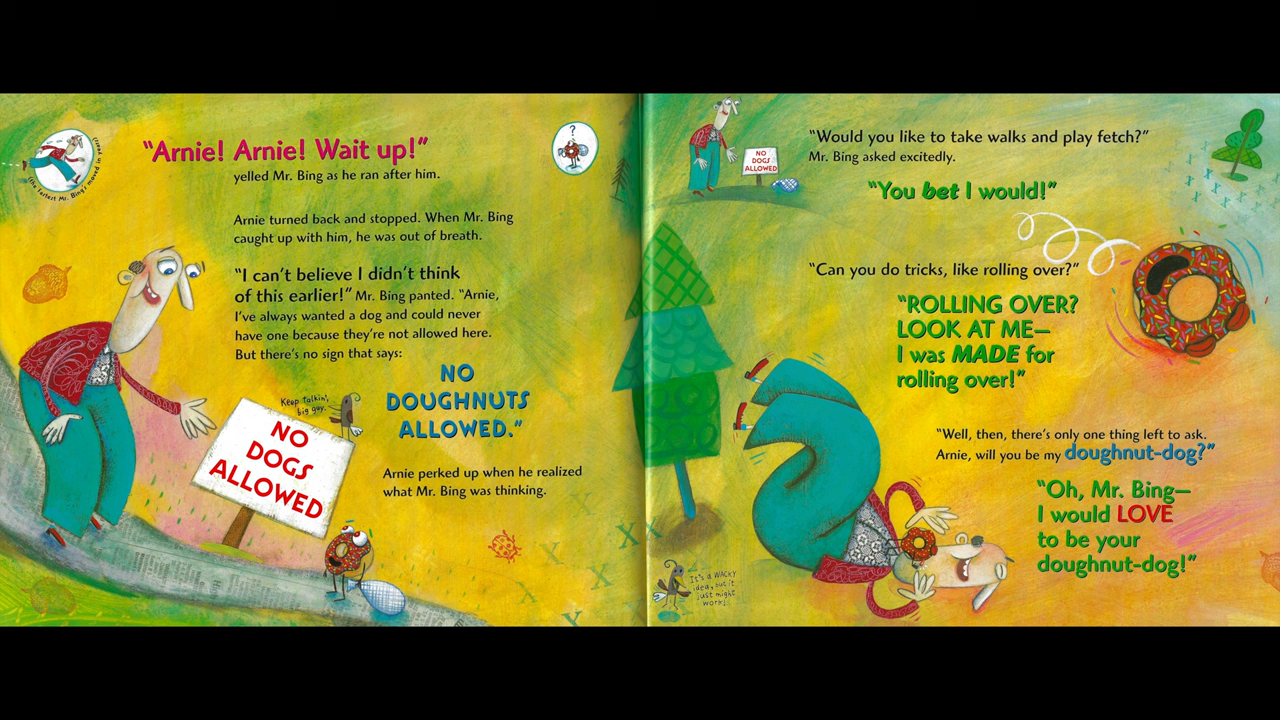 (the fastest Mr. Bing's moved in years)
"Arnie! Arnie! Wait up!"
yelled Mr. Bing as he ran after him.
?
Arnie turned back and stopped. When Mr. Bing
caught up with him, he was out of breath.
"I can't believe I didn't think
of this earlier!" Mr. Bing panted. "Arnie,
I've always wanted a dog and could never
have one because they're not allowed here.
But there's no sign that says:
NO
DOUGHNUTS
ALLOWED."
Keep talkin',
big guy.
NO
DOGS
ALLOWED
Arnie perked up when he realized
what Mr. Bing was thinking.
NO
DOGS
ALLOWED
"Would you like to take walks and play fetch?"
Mr. Bing asked excitedly.
"You bet I would!"
"Can you do tricks, like rolling over?"
"ROLLING OVER?
LOOK AT ME—
I was MADE for
rolling over!"
"Well, then, there's only one thing left to ask.
Arnie, will you be my doughnut-dog?"
"Oh, Mr. Bing—
I would LOVE
to be your
doughnut-dog!"
It's a WACKY
idea, but it
just might
work!